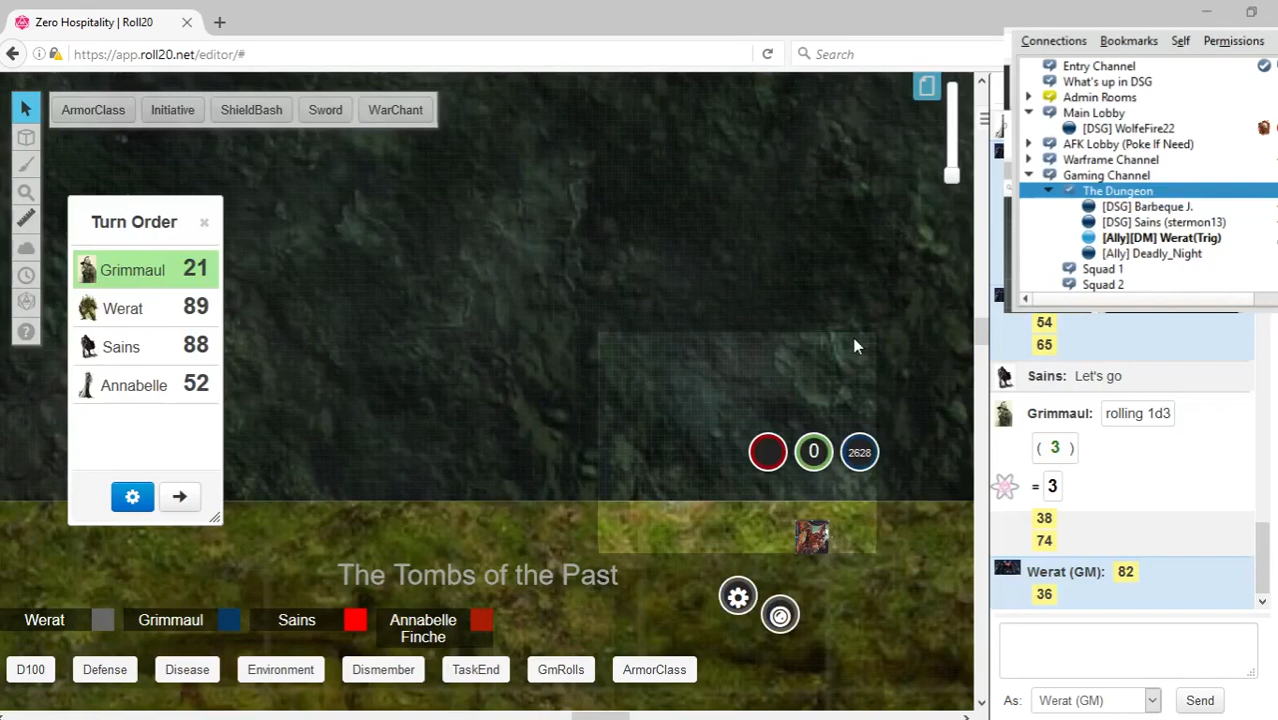 Zero Hospitality | Roll20
https://app.roll20.net/editor/#
Search
Connections Bookmarks Self Permissions
Entry Channel
What's up in DSG
Admin Rooms
Main Lobby
[DSG] WolfeFire22
AFK Lobby (Poke If Need)
Warframe Channel
Gaming Channel
The Dungeon
[DSG] Barbeque J.
[DSG] Sains (stermon13)
[Ally][DM] Werat(Trig)
[Ally] Deadly_Night
Squad 1
Squad 2
ArmorClass Initiative ShieldBash Sword WarChant
Turn Order
Grimmaul 21
Werat 89
Sains 88
Annabelle 52
0 2628
54
65
Sains: Let's go
Grimmaul: rolling 1d3
( 3 )
= 3
38
74
Werat (GM): 82
36
The Tombs of the Past
Werat Grimmaul Sains Annabelle
Finche
D100 Defense Disease Environment Dismember TaskEnd GmRolls ArmorClass
As: Werat (GM) Send